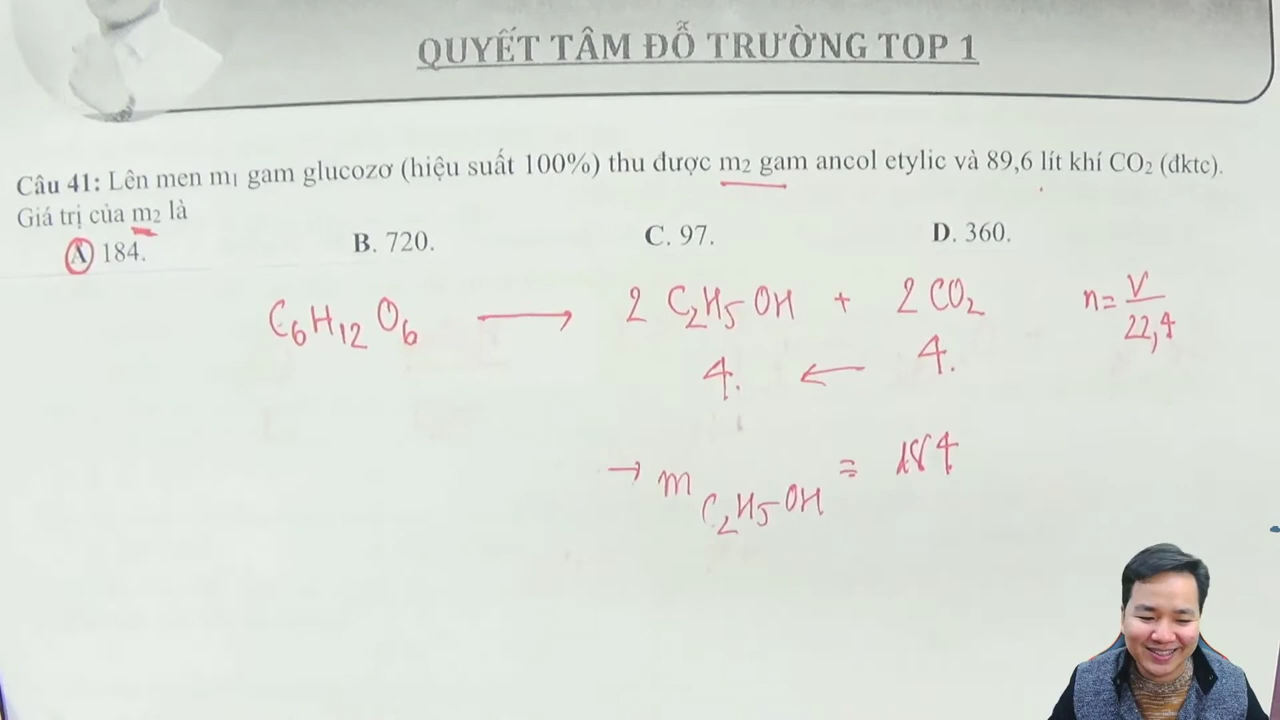 QUYẾT TÂM ĐỖ TRƯỜNG TOP 1
Câu 41: Lên men m₁ gam glucozơ (hiệu suất 100%) thu được m₂ gam ancol etylic và 89,6 lít khí CO₂ (đktc).
Giá trị của m₂ là
A 184. B. 720. C. 97. D. 360.
C₆H₁₂O₆ ⟶ 2 C₂H₅OH + 2CO₂ n = V/22,4
4. ← 4.
→ m C₂H₅OH = 184